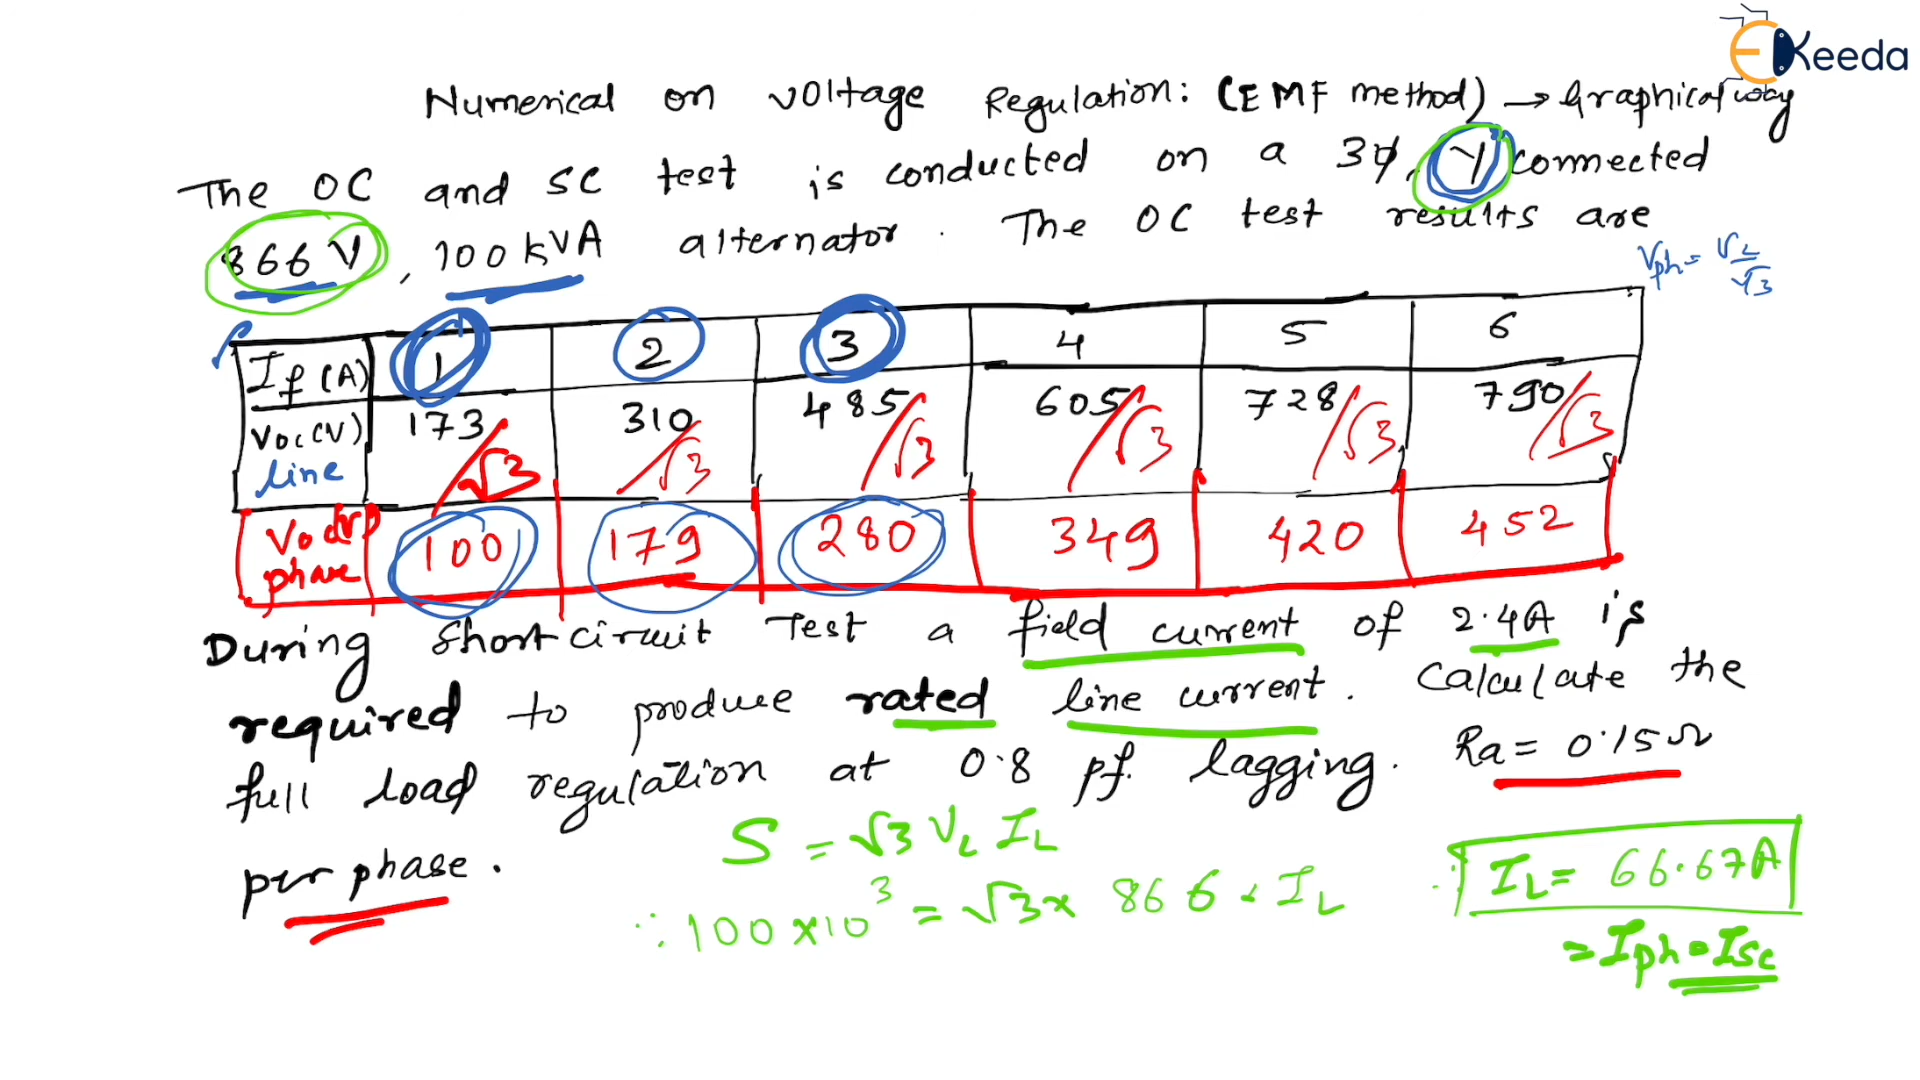 EKeeda
Numerical on voltage Regulation: (EMF method) → Graphical way
The OC and SC test is conducted on a 3φ, Y connected
866 V, 100 kVA alternator. The OC test results are
Vph = VL/√3
If (A) 1 2 3 4 5 6
Voc(V) line 173/√3 310/√3 485/√3 605/√3 728/√3 790/√3
phase 100 179 280 349 420 452
During short circuit Test a field current of 2.4A is
required to produce rated line current. Calculate the
full load regulation at 0.8 pf. lagging. Ra = 0.15Ω
per phase.
S = √3 VL IL
∴ 100×10³ = √3× 866 × IL
∴ IL = 66.67A
= Iph = Isc